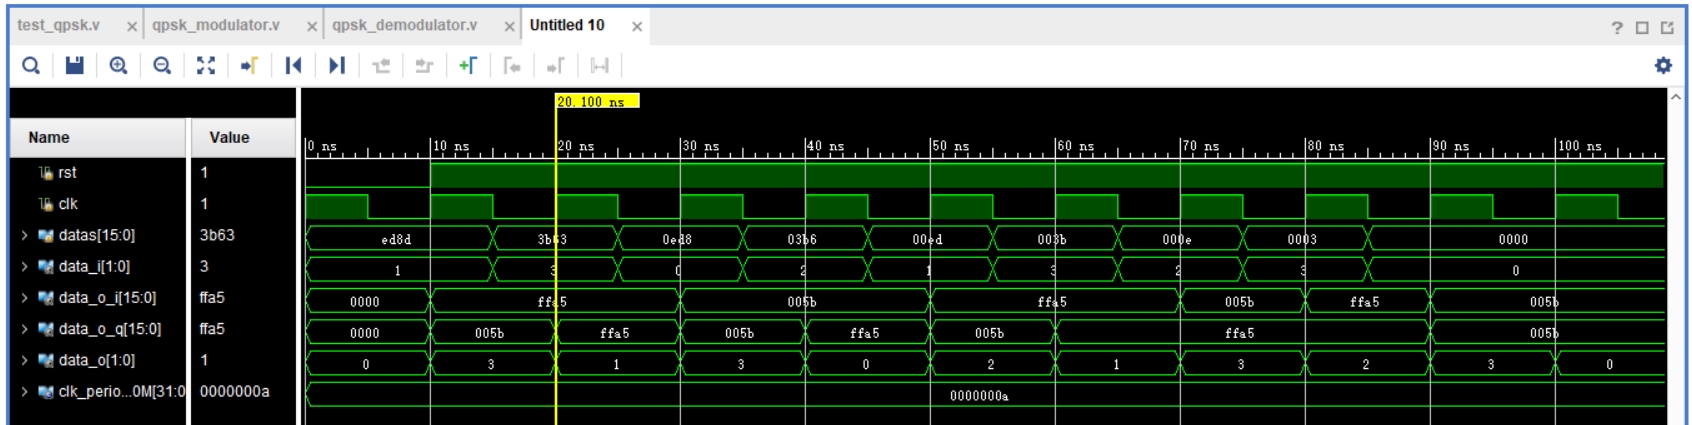 test_qpsk.v × qpsk_modulator.v × qpsk_demodulator.v × Untitled 10 × ?
20.100 ns
Name Value
0 ns 10 ns 20 ns 30 ns 40 ns 50 ns 60 ns 70 ns 80 ns 90 ns 100 ns
rst 1
clk 1
datas[15:0] 3b63 ed8d 3b63 0ed8 03b6 00ed 003b 000e 0003 0000
data_i[1:0] 3 1 3 0 2 1 3 2 3 0
data_o_i[15:0] ffa5 0000 ffa5 005b ffa5 005b ffa5 005b
data_o_q[15:0] ffa5 0000 005b ffa5 005b ffa5 005b ffa5 005b
data_o[1:0] 1 0 3 1 3 0 2 1 3 2 3 0
clk_perio...0M[31:0 0000000a 0000000a